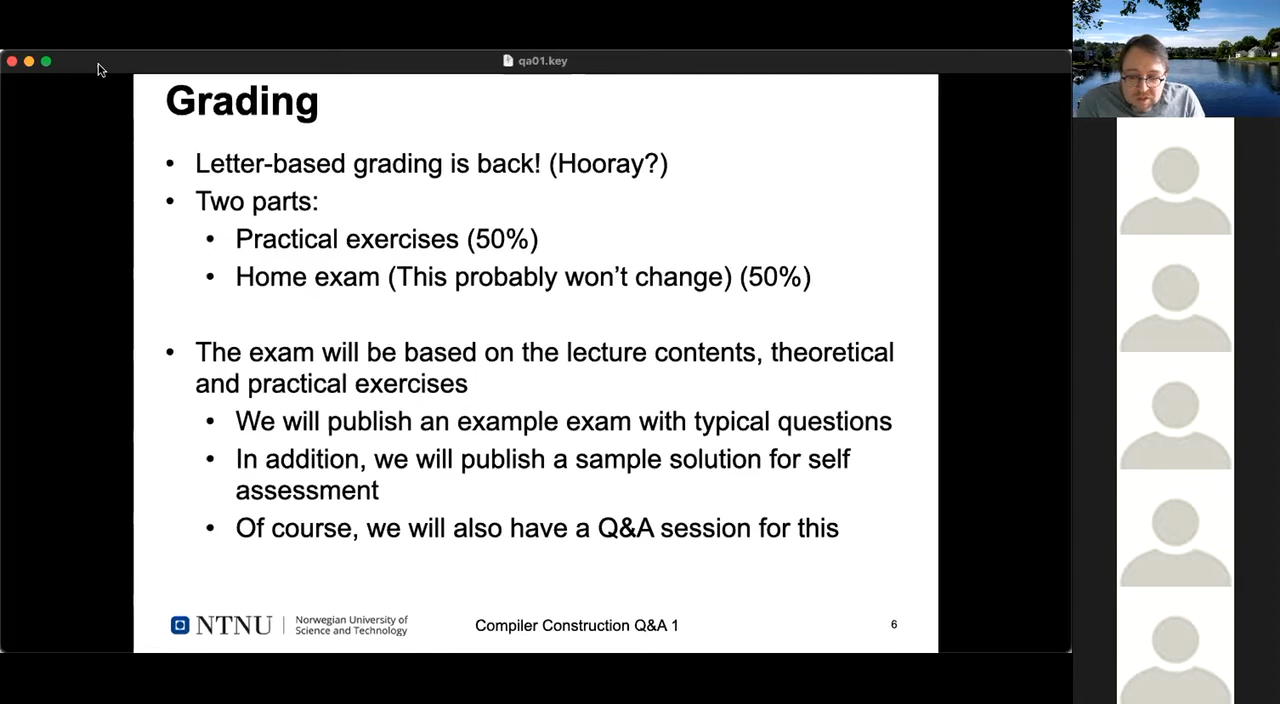 qa01.key
Grading
• Letter-based grading is back! (Hooray?)
• Two parts:
• Practical exercises (50%)
• Home exam (This probably won’t change) (50%)
• The exam will be based on the lecture contents, theoretical
and practical exercises
• We will publish an example exam with typical questions
• In addition, we will publish a sample solution for self
assessment
• Of course, we will also have a Q&A session for this
NTNU
Norwegian University of
Science and Technology
Compiler Construction Q&A 1
6